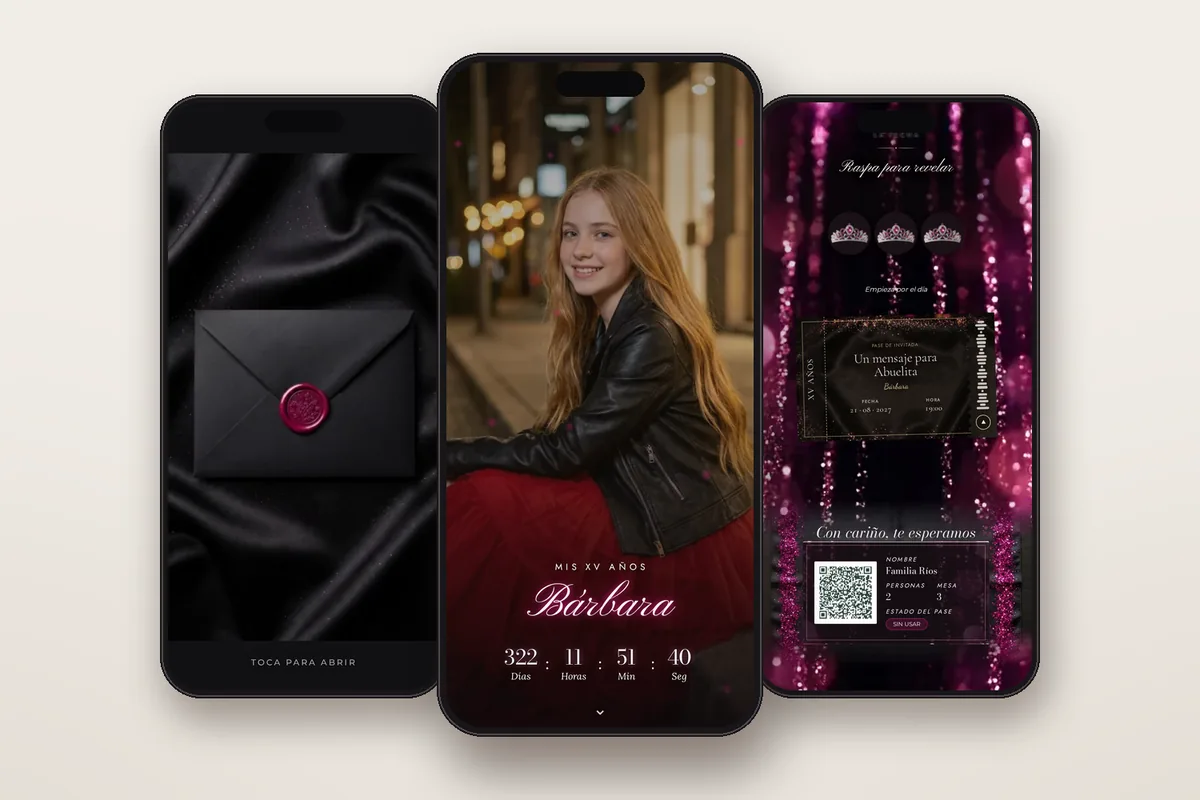 TOCA PARA ABRIR
MIS XV AÑOS
Bárbara
322 : 11 : 51 : 40
Días Horas Min Seg
Raspa para revelar
Empieza por el día
XV AÑOS
PASE DE INVITADA
Un mensaje para
Abuelita
Bárbara
FECHA HORA
21 · 08 · 2027 19:00
Con cariño, te esperamos
NOMBRE
Familia Ríos
PERSONAS MESA
2 3
ESTADO DEL PASE
SIN USAR